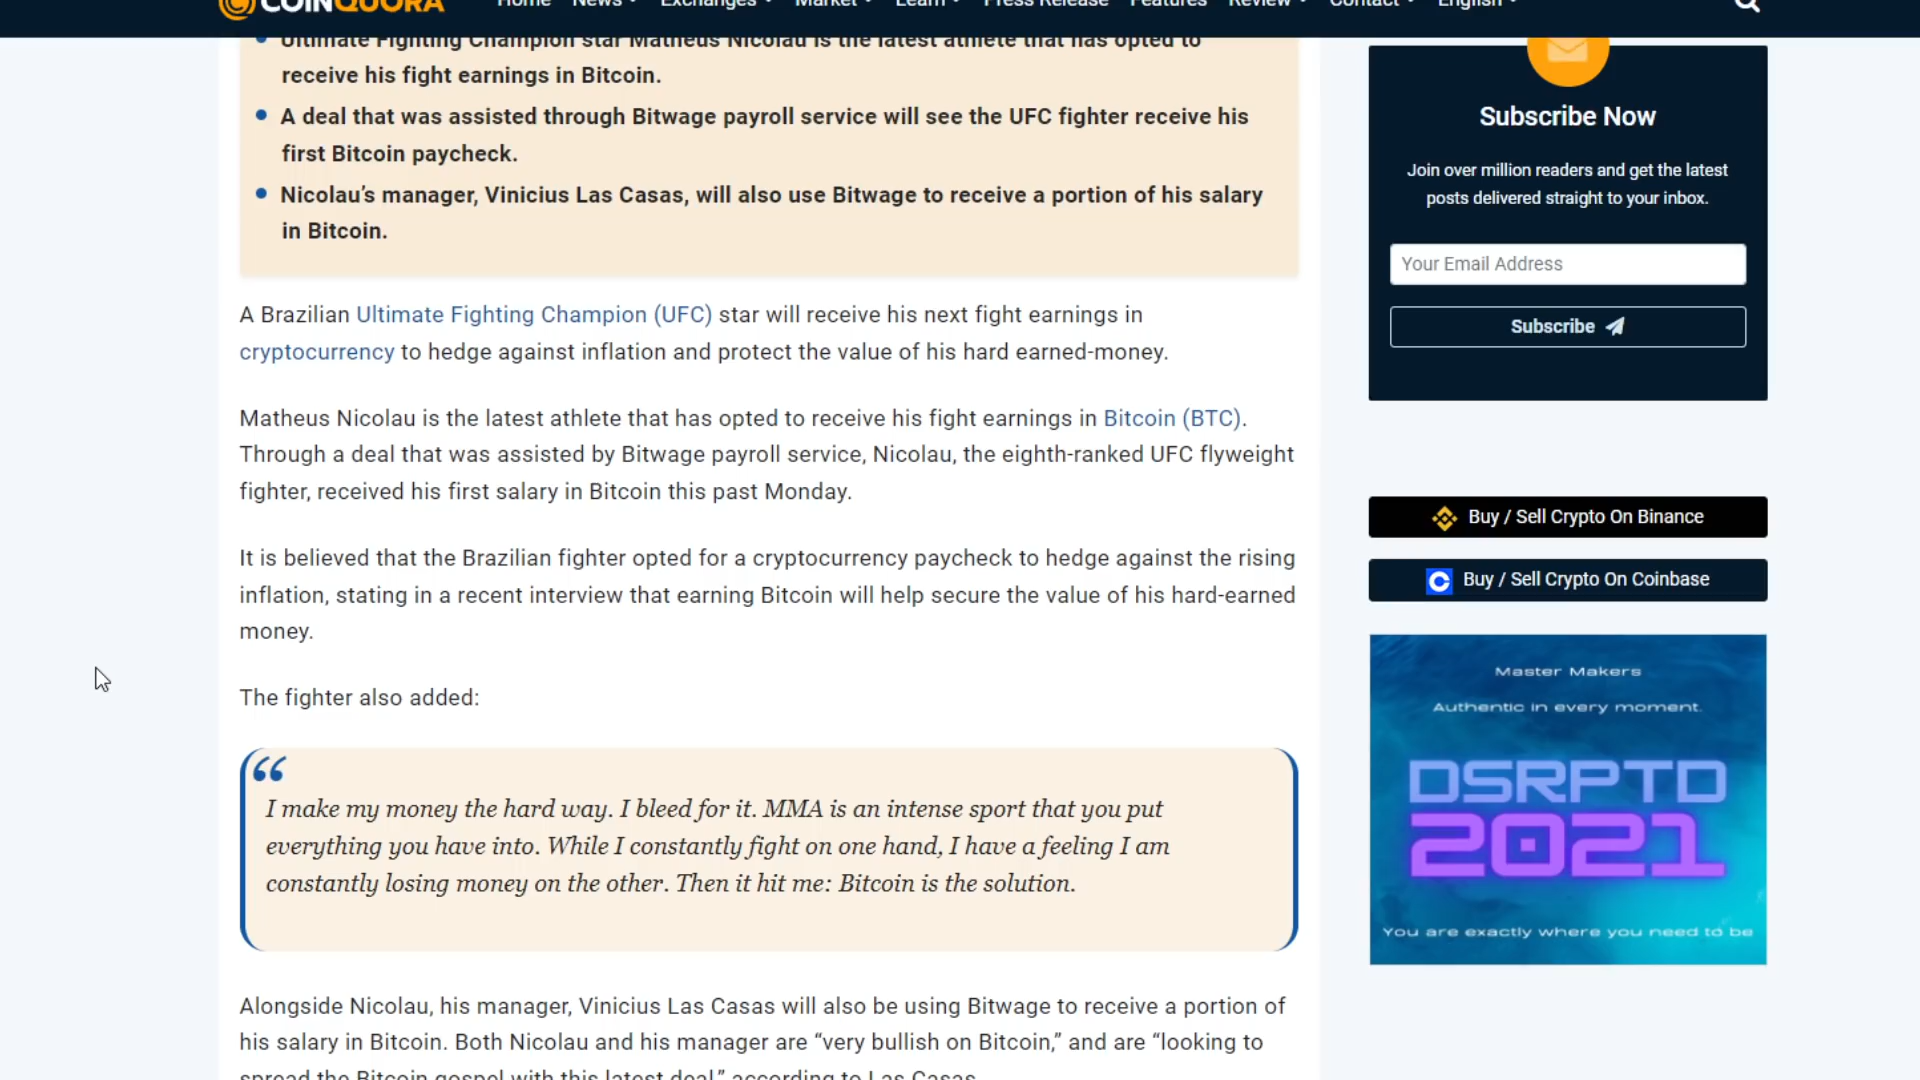 COINQUORA
Home News Exchanges Market Learn Press Release Features Review Contact English
Ultimate Fighting Champion star Matheus Nicolau is the latest athlete that has opted to
receive his fight earnings in Bitcoin.
A deal that was assisted through Bitwage payroll service will see the UFC fighter receive his
first Bitcoin paycheck.
Nicolau’s manager, Vinicius Las Casas, will also use Bitwage to receive a portion of his salary
in Bitcoin.
A Brazilian Ultimate Fighting Champion (UFC) star will receive his next fight earnings in
cryptocurrency to hedge against inflation and protect the value of his hard earned-money.
Matheus Nicolau is the latest athlete that has opted to receive his fight earnings in Bitcoin (BTC).
Through a deal that was assisted by Bitwage payroll service, Nicolau, the eighth-ranked UFC flyweight
fighter, received his first salary in Bitcoin this past Monday.
It is believed that the Brazilian fighter opted for a cryptocurrency paycheck to hedge against the rising
inflation, stating in a recent interview that earning Bitcoin will help secure the value of his hard-earned
money.
The fighter also added:
“
I make my money the hard way. I bleed for it. MMA is an intense sport that you put
everything you have into. While I constantly fight on one hand, I have a feeling I am
constantly losing money on the other. Then it hit me: Bitcoin is the solution.
Alongside Nicolau, his manager, Vinicius Las Casas will also be using Bitwage to receive a portion of
his salary in Bitcoin. Both Nicolau and his manager are “very bullish on Bitcoin,” and are “looking to
spread the Bitcoin gospel with this latest deal,” according to Las Casas.
Subscribe Now
Join over million readers and get the latest
posts delivered straight to your inbox.
Your Email Address
Subscribe
Buy / Sell Crypto On Binance
Buy / Sell Crypto On Coinbase
Master Makers
Authentic in every moment.
DSRPTD
2021
You are exactly where you need to be